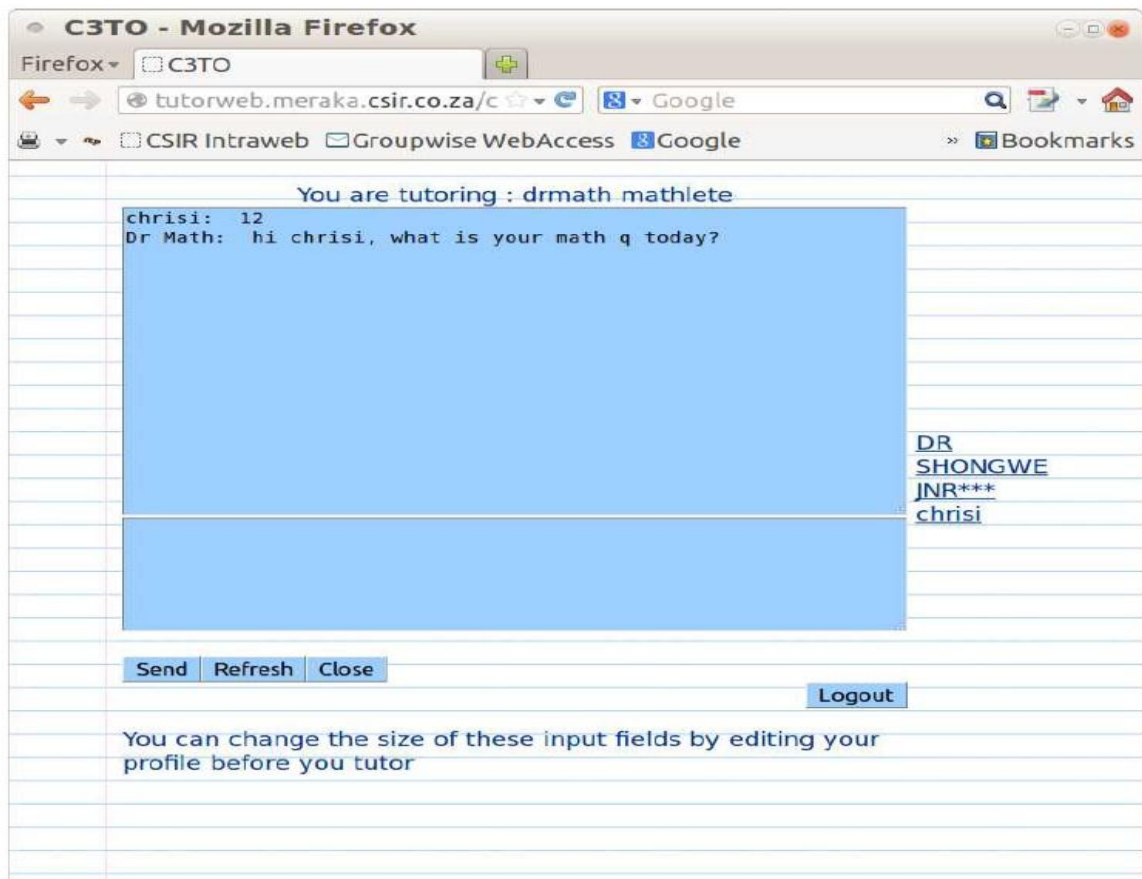 C3TO - Mozilla Firefox
Firefox
C3TO
tutorweb.meraka.csir.co.za/c
8
Google
CSIR Intraweb
Groupwise WebAccess
8
Google
»
Bookmarks
You are tutoring : drmath mathlete
chrisi: 12
Dr Math: hi chrisi, what is your math q today?
DR
SHONGWE
JNR***
chrisi
Send
Refresh
Close
Logout
You can change the size of these input fields by editing your
profile before you tutor